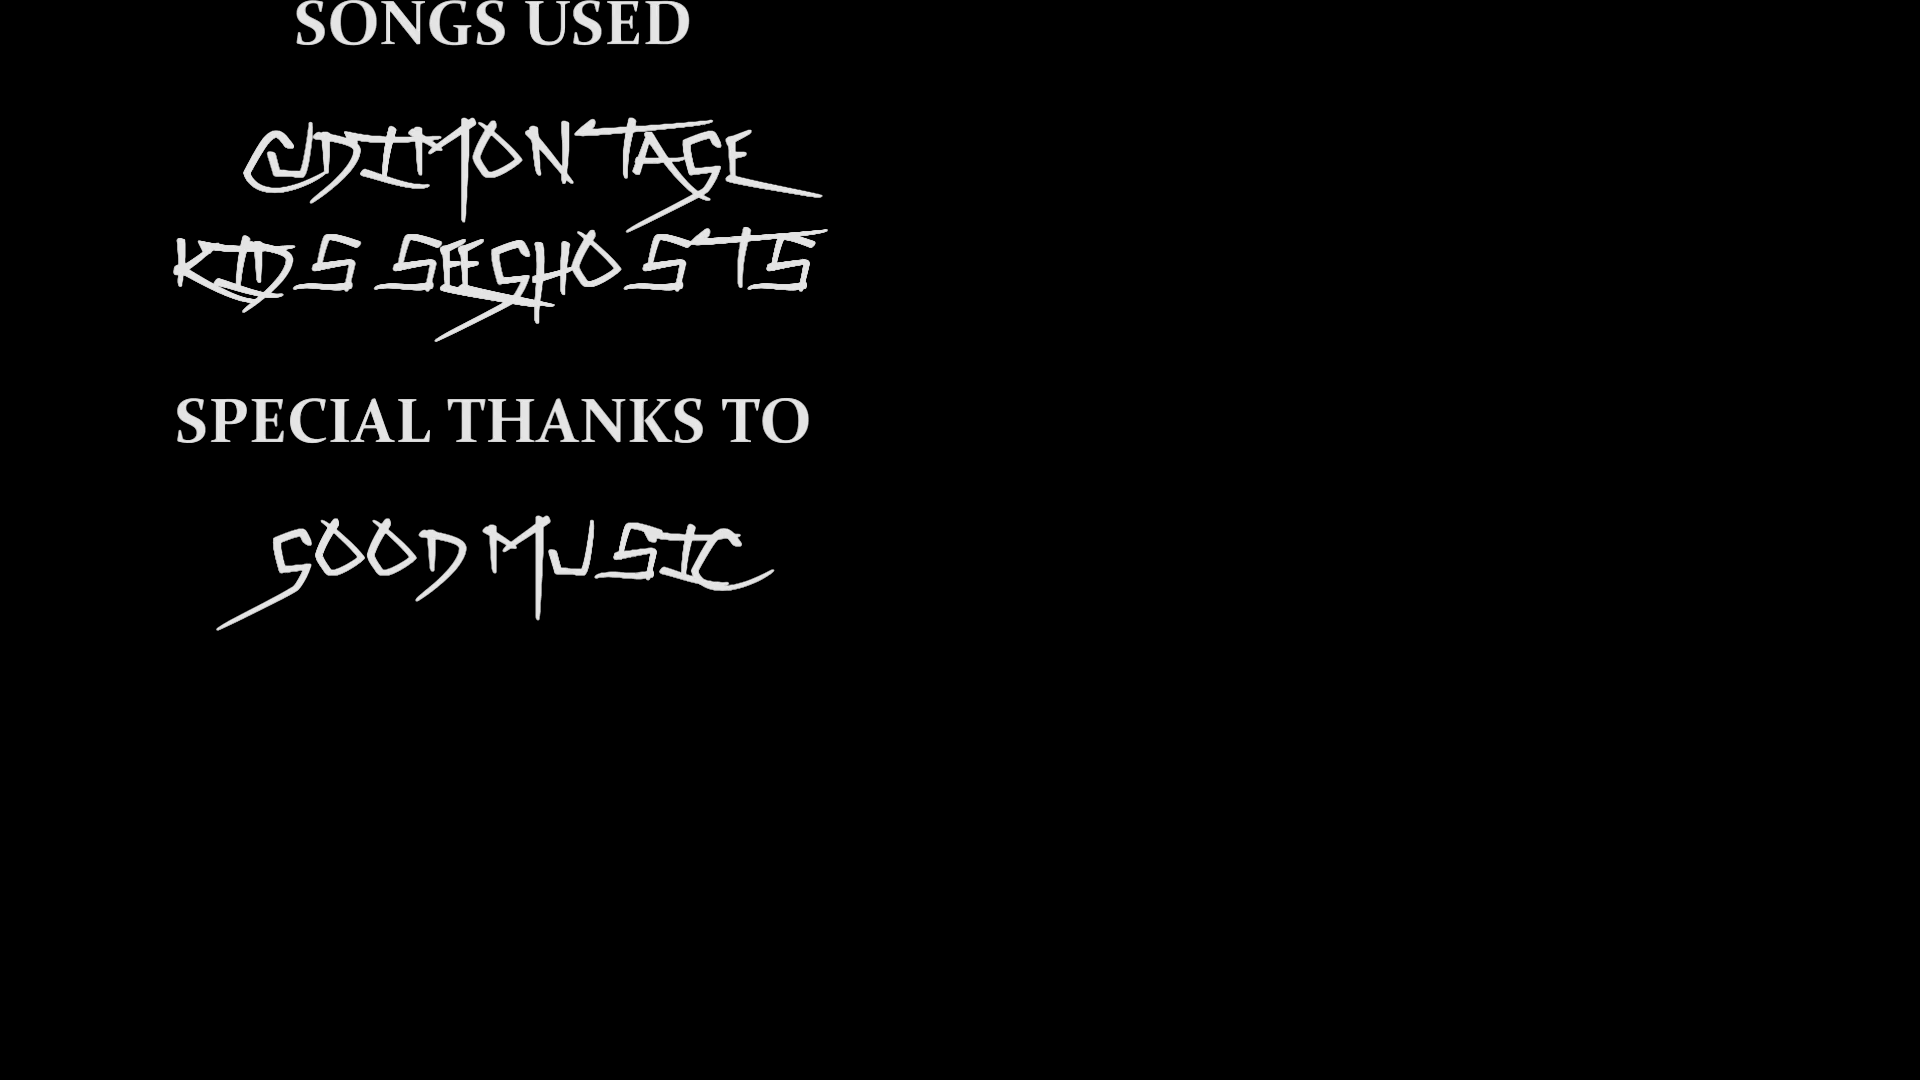 SONGS USED
CUDI MONTAGE
KIDS SEE GHOSTS
SPECIAL THANKS TO
GOOD MUSIC